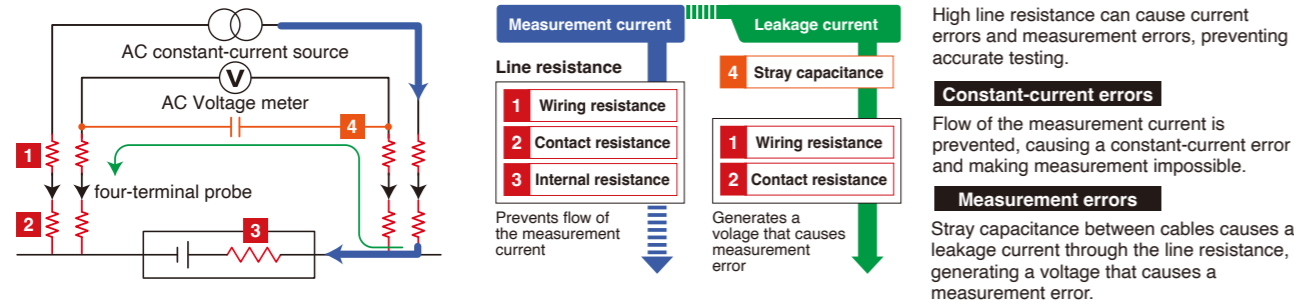 AC constant-current source
V
AC Voltage meter
4
1
four-terminal probe
2
3
Measurement current
Leakage current
Line resistance
1 Wiring resistance
2 Contact resistance
3 Internal resistance
Prevents flow of
the measurement
current
4 Stray capacitance
1 Wiring resistance
2 Contact resistance
Generates a
volage that causes
measurement
error
High line resistance can cause current
errors and measurement errors, preventing
accurate testing.
Constant-current errors
Flow of the measurement current is
prevented, causing a constant-current error
and making measurement impossible.
Measurement errors
Stray capacitance between cables causes a
leakage current through the line resistance,
generating a voltage that causes a
measurement error.